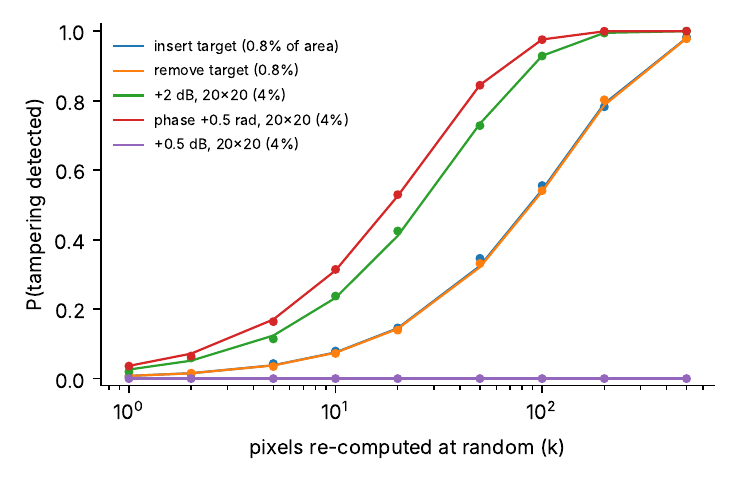 P(tampering detected)
1.0
0.8
0.6
0.4
0.2
0.0
insert target (0.8% of area)
remove target (0.8%)
+2 dB, 20×20 (4%)
phase +0.5 rad, 20×20 (4%)
+0.5 dB, 20×20 (4%)
10⁰ 10¹ 10²
pixels re-computed at random (k)